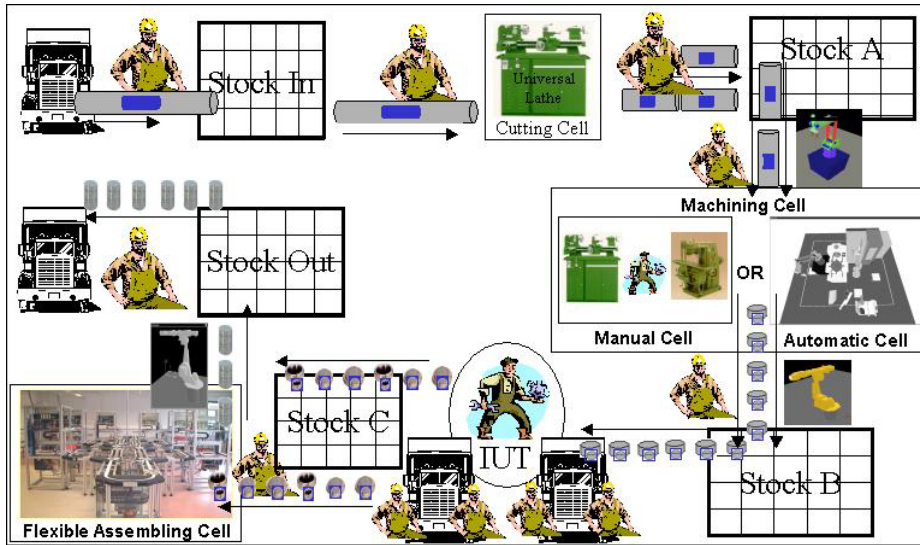 Stock In
Universal
Lathe
Cutting Cell
Stock A
Machining Cell
Stock Out
OR
Manual Cell
Automatic Cell
Stock C
IUT
Stock B
Flexible Assembling Cell